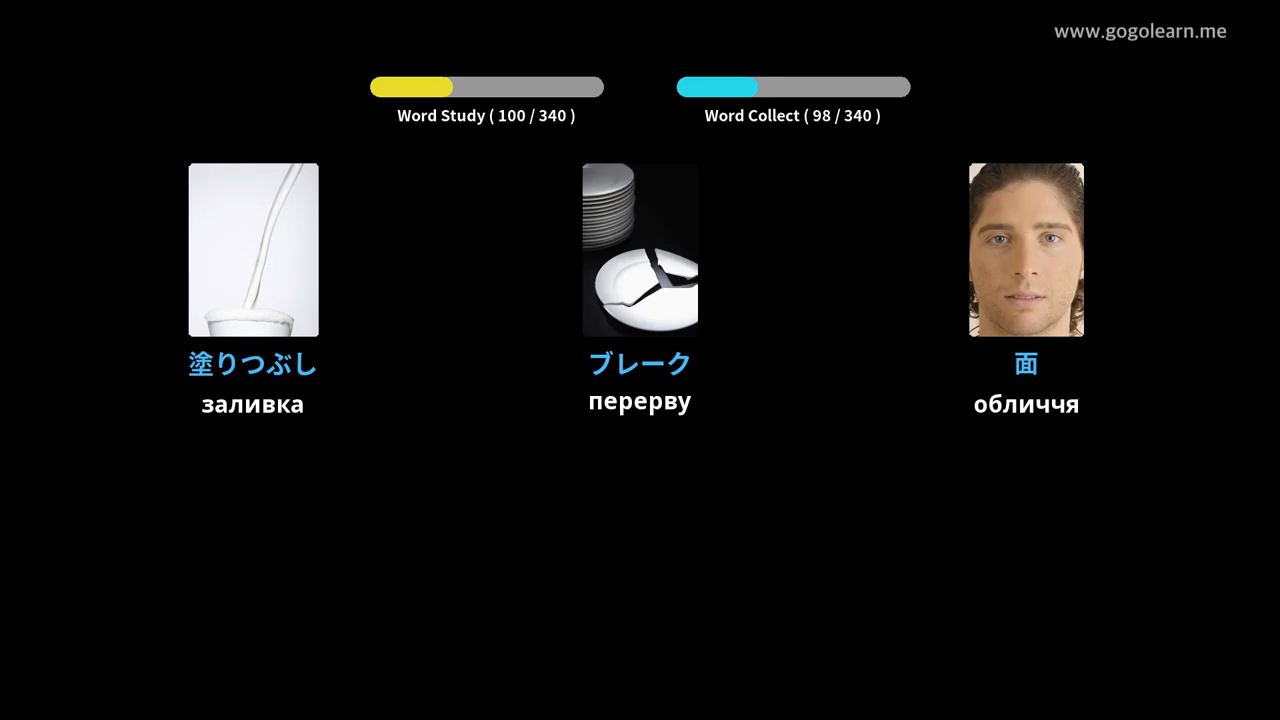 www.gogolearn.me
Word Study ( 100 / 340 )
Word Collect ( 98 / 340 )
塗りつぶし
ブレーク
面
заливка
перерву
обличчя